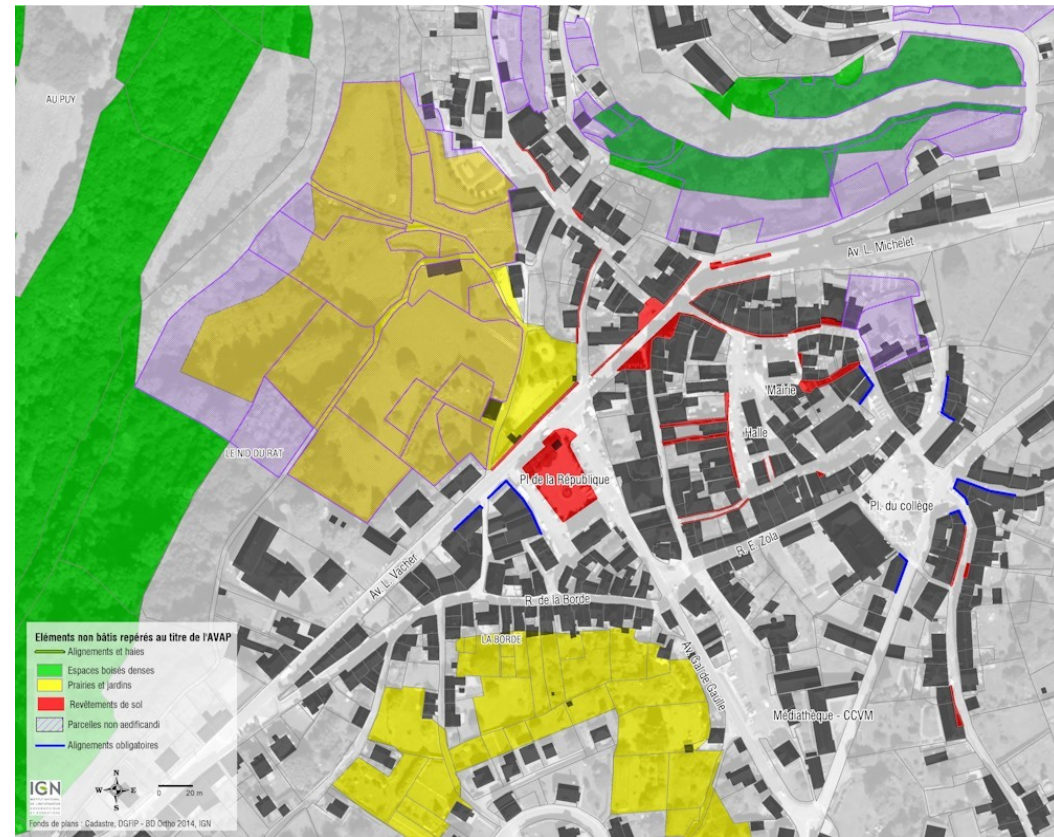 AU PUY
Av. L. Michelet
Mairie
Halle
LE NID DU RAT
Pl. de la République
Pl. du collège
R. E. Zola
Av. L. Vacher
R. de la Borde
LA BORDE
Av. Gal de Gaulle
Médiathèque - CCVM
Eléments non bâtis repérés au titre de l'AVAP
Alignements et haies
Espaces boisés denses
Prairies et jardins
Revêtements de sol
Parcelles non aedificandi
Alignements obligatoires
IGN
N
W E
S
0 20 m
Fonds de plans : Cadastre, DGFIP - BD Ortho 2014, IGN